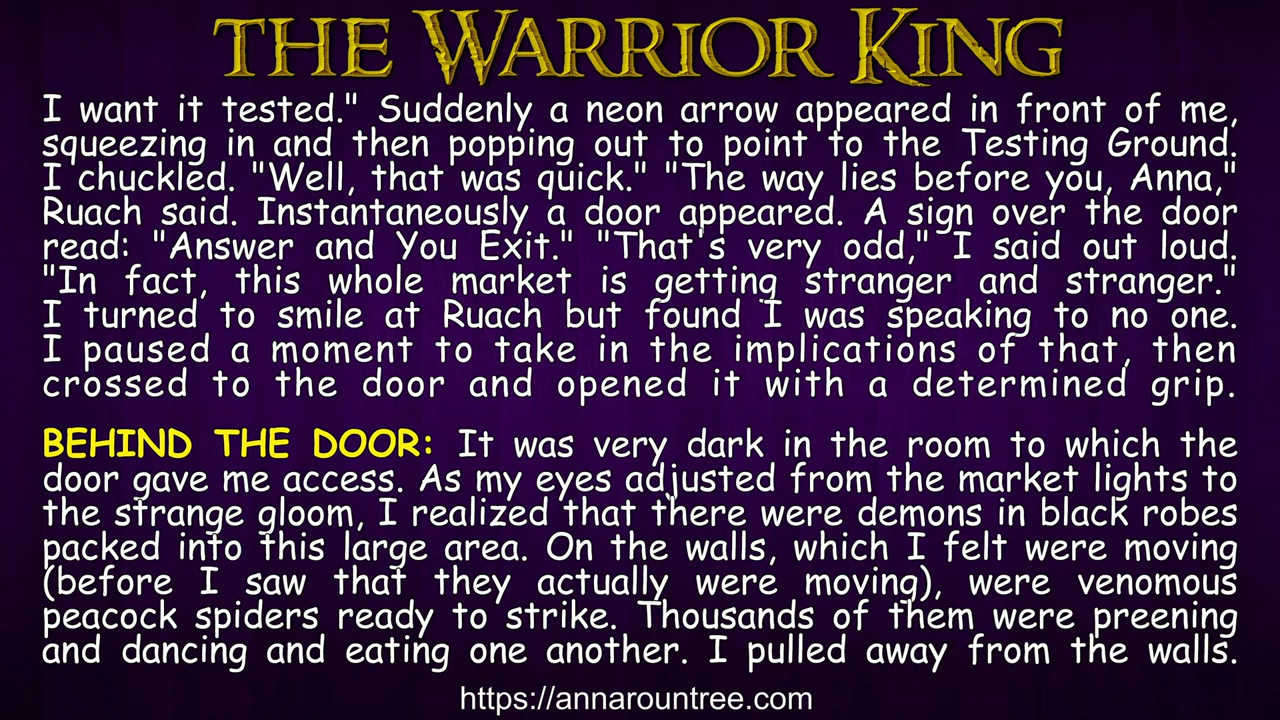 THE WARRIOR KING
I want it tested." Suddenly a neon arrow appeared in front of me,
squeezing in and then popping out to point to the Testing Ground.
I chuckled. "Well, that was quick." "The way lies before you, Anna,"
Ruach said. Instantaneously a door appeared. A sign over the door
read: "Answer and You Exit." "That's very odd," I said out loud.
"In fact, this whole market is getting stranger and stranger."
I turned to smile at Ruach but found I was speaking to no one.
I paused a moment to take in the implications of that, then
crossed to the door and opened it with a determined grip.
BEHIND THE DOOR: It was very dark in the room to which the
door gave me access. As my eyes adjusted from the market lights to
the strange gloom, I realized that there were demons in black robes
packed into this large area. On the walls, which I felt were moving
(before I saw that they actually were moving), were venomous
peacock spiders ready to strike. Thousands of them were preening
and dancing and eating one another. I pulled away from the walls.
https://annarountree.com